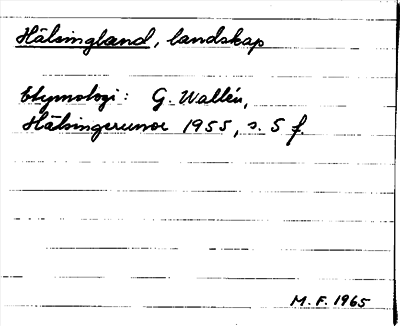 Hälsingland, landskap
Etymologi: G. Wallén,
Hälsingerunor 1955, s. 5 f.
M. F. 1965